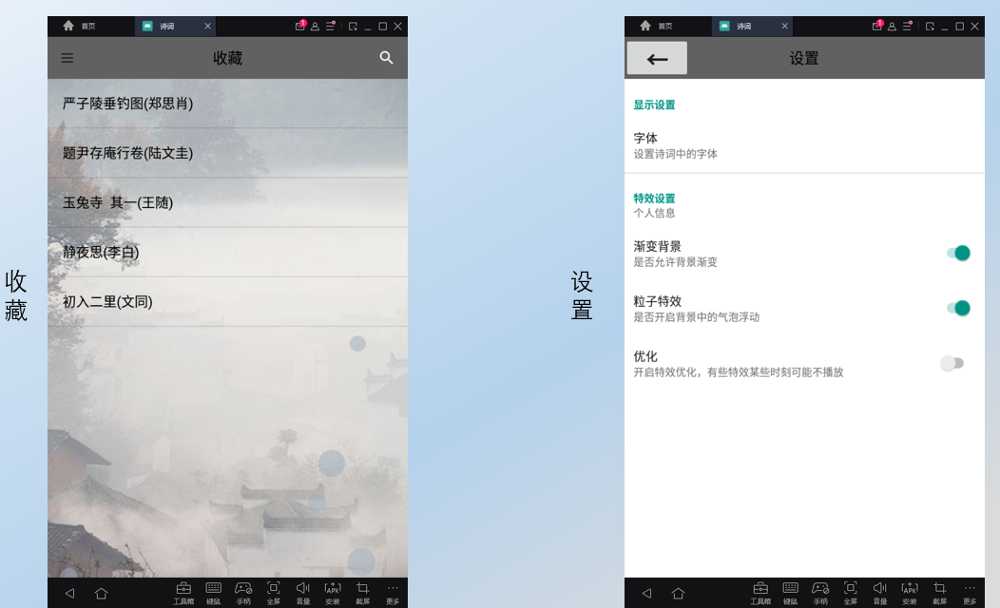 首页
诗词
1
收藏
严子陵垂钓图(郑思肖)
题尹存庵行卷(陆文圭)
玉兔寺 其一(王随)
静夜思(李白)
初入二里(文同)
工具箱 键鼠 手柄 全屏 音量 安装 截屏 更多
APK
收
藏
首页
诗词
1
设置
显示设置
字体
设置诗词中的字体
特效设置
个人信息
渐变背景
是否允许背景渐变
粒子特效
是否开启背景中的气泡浮动
优化
开启特效优化，有些特效某些时刻可能不播放
工具箱 键鼠 手柄 全屏 音量 安装 截屏 更多
APK
设
置